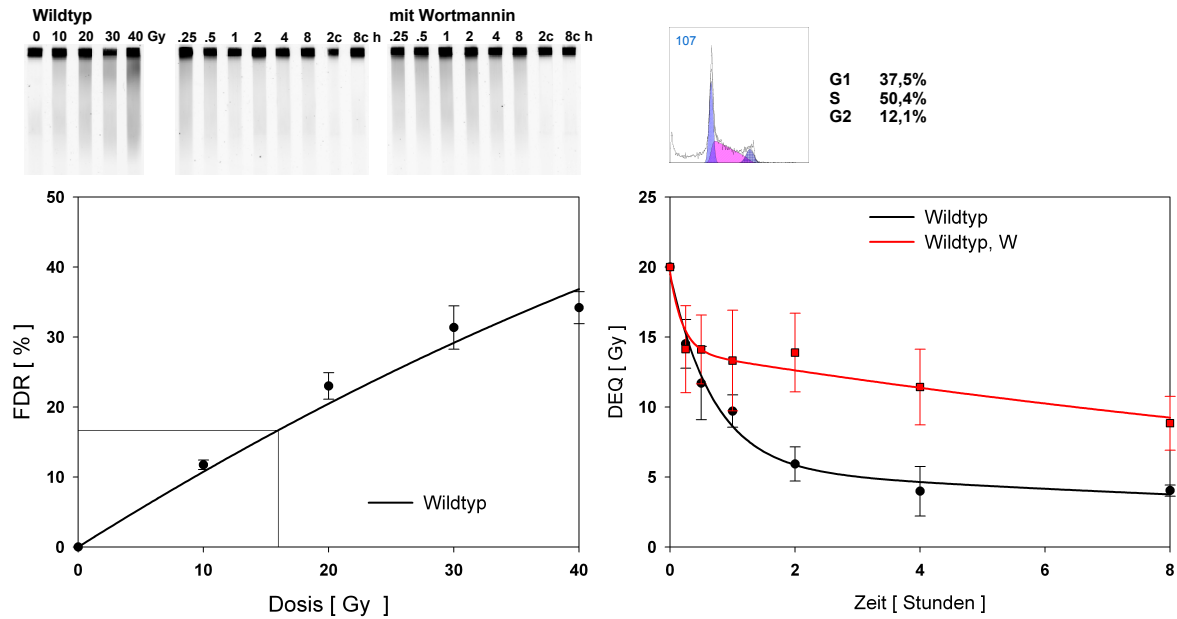 Wildtyp
0 10 20 30 40 Gy
.25 .5 1 2 4 8 2c 8c h
mit Wortmannin
.25 .5 1 2 4 8 2c 8c h
107
G1 37,5%
S 50,4%
G2 12,1%
50
40
30
20
10
0
FDR [ % ]
Wildtyp
0 10 20 30 40
Dosis [ Gy ]
25
20
15
10
5
0
DEQ [ Gy ]
Wildtyp
Wildtyp, W
0 2 4 6 8
Zeit [ Stunden ]